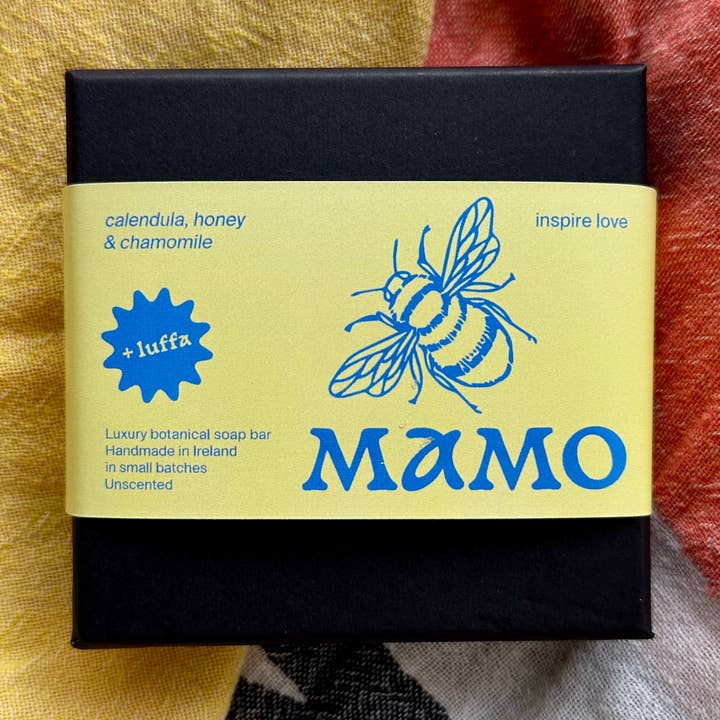 calendula, honey
& chamomile
inspire love
+ luffa
Luxury botanical soap bar
Handmade in Ireland
in small batches
Unscented
MaMO